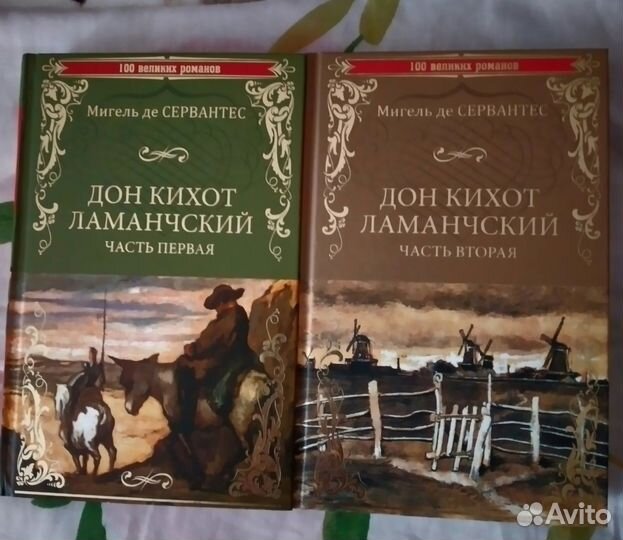 100 великих романов
Мигель де СЕРВАНТЕС
ДОН КИХОТ
ЛАМАНЧСКИЙ
ЧАСТЬ ПЕРВАЯ
100 великих романов
Мигель де СЕРВАНТЕС
ДОН КИХОТ
ЛАМАНЧСКИЙ
ЧАСТЬ ВТОРАЯ
Avito